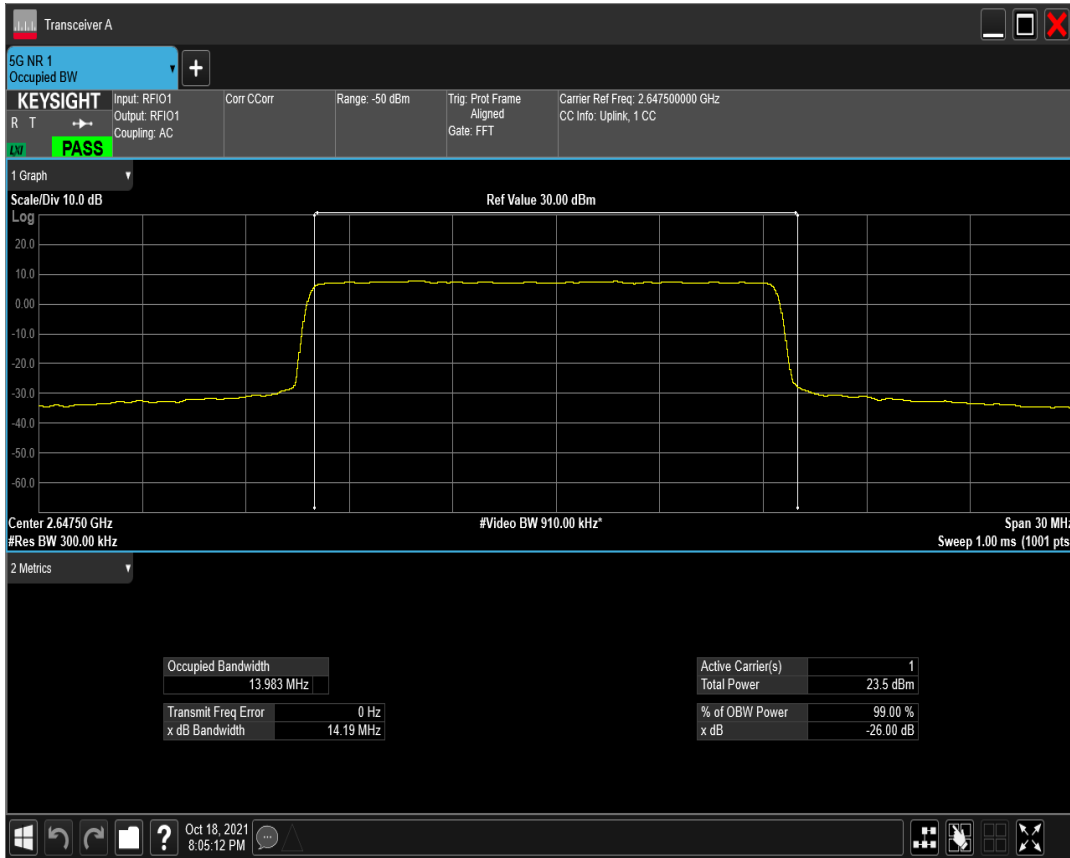 Transceiver A
5G NR 1
Occupied BW
KEYSIGHT
R T
LXI
PASS
Input: RFIO1
Output: RFIO1
Coupling: AC
Corr CCorr
Range: -50 dBm
Trig: Prot Frame
Aligned
Gate: FFT
Carrier Ref Freq: 2.647500000 GHz
CC Info: Uplink, 1 CC
1 Graph
Scale/Div 10.0 dB
Ref Value 30.00 dBm
Log
20.0
10.0
0.00
-10.0
-20.0
-30.0
-40.0
-50.0
-60.0
Center 2.64750 GHz
#Video BW 910.00 kHz*
Span 30 MHz
#Res BW 300.00 kHz
Sweep 1.00 ms (1001 pts
2 Metrics
Occupied Bandwidth
13.983 MHz
Transmit Freq Error 0 Hz
x dB Bandwidth 14.19 MHz
Active Carrier(s) 1
Total Power 23.5 dBm
% of OBW Power 99.00 %
x dB -26.00 dB
?
Oct 18, 2021
8:05:12 PM